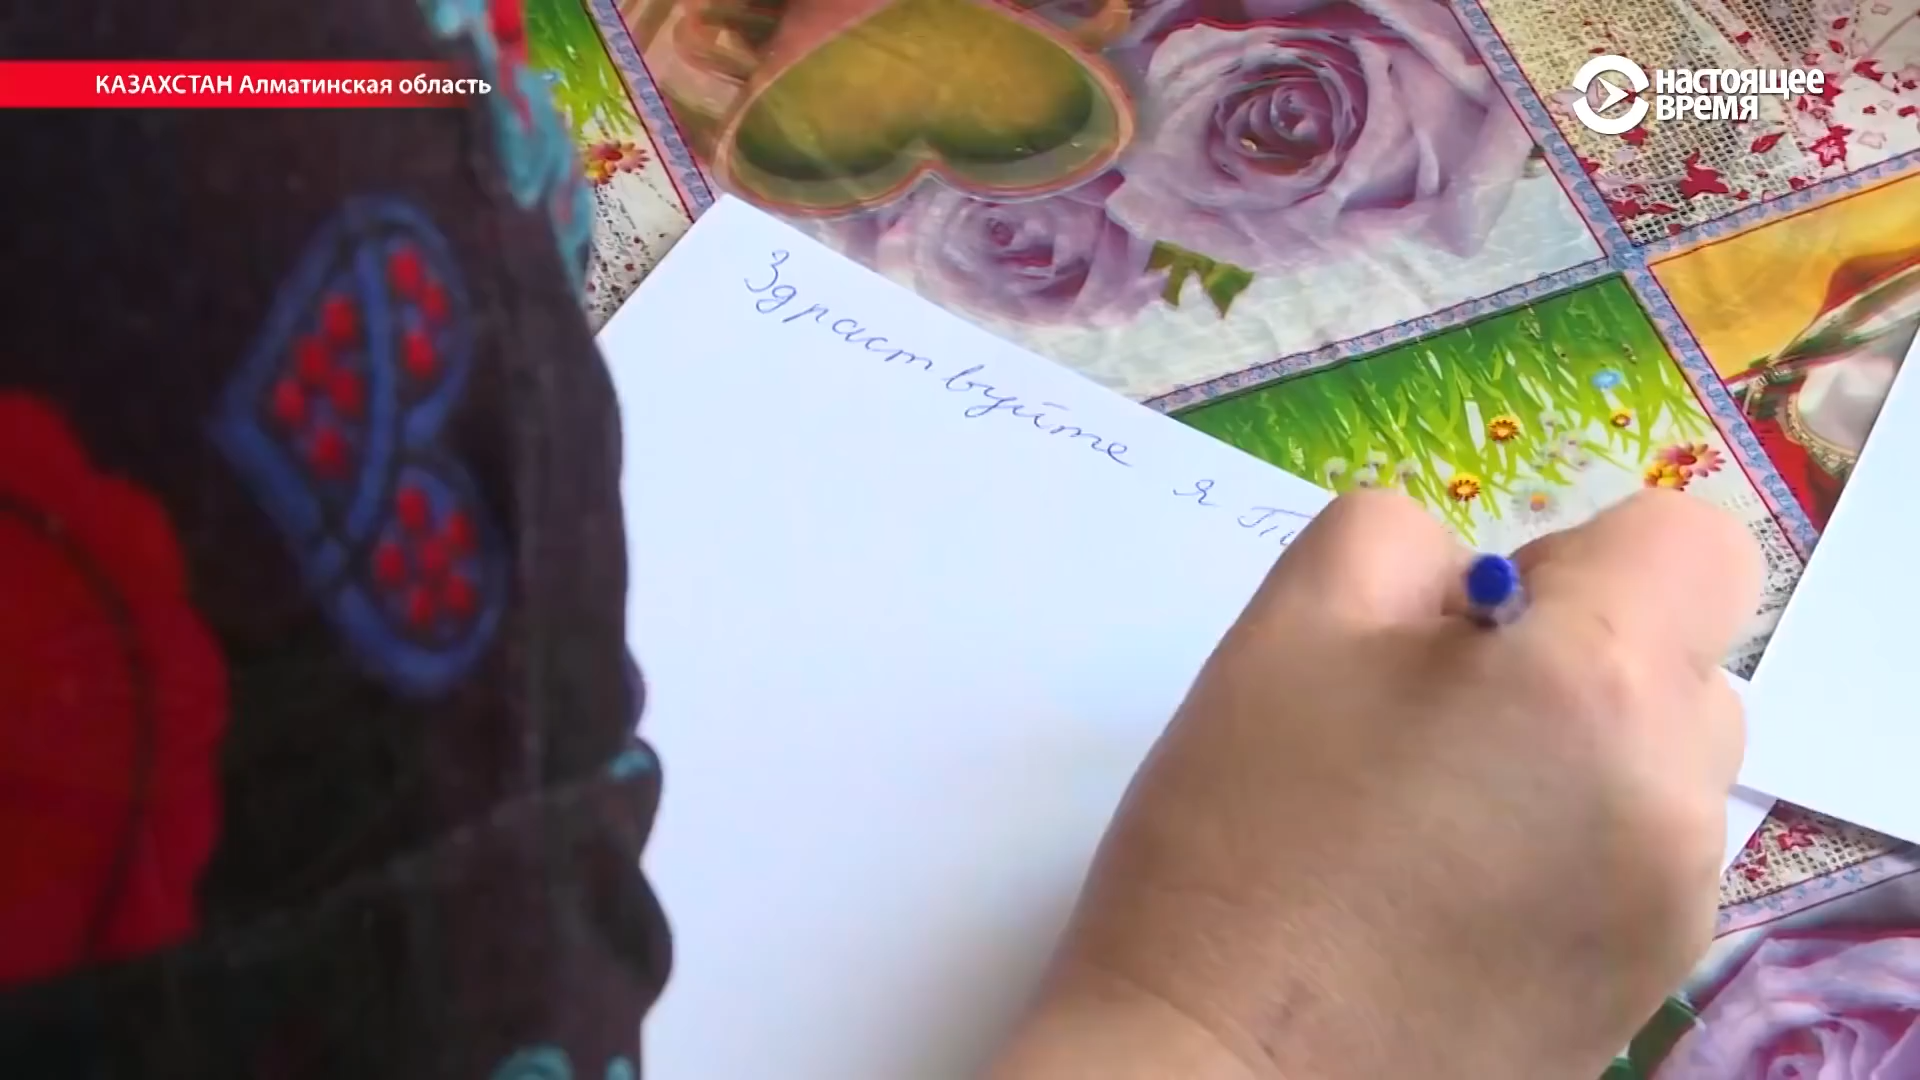 КАЗАХСТАН Алматинская область
НАСТОЯЩЕЕ
ВРЕМЯ
Здраствуйте я